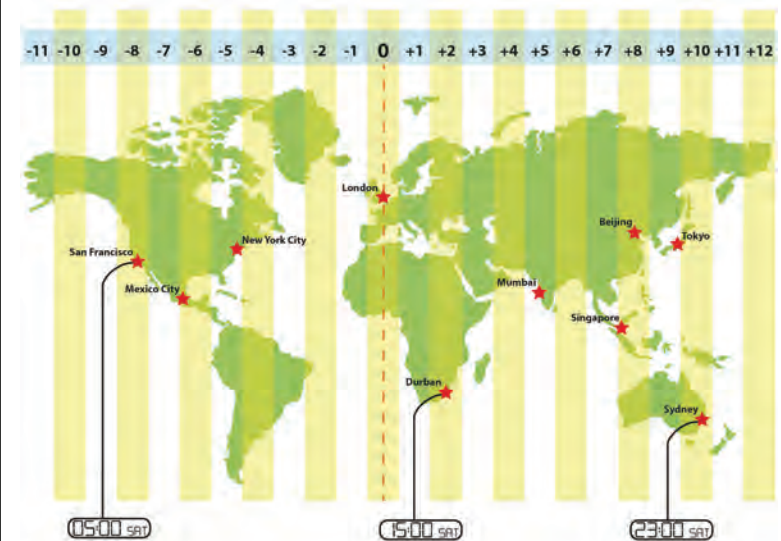 -11 -10 -9 -8 -7 -6 -5 -4 -3 -2 -1 0 +1 +2 +3 +4 +5 +6 +7 +8 +9 +10 +11 +12
London
Beijing
New York City
Tokyo
San Francisco
Mumbai
Mexico City
Singapore
Durban
Sydney
05:00 SAT
15:00 SAT
23:00 SAT